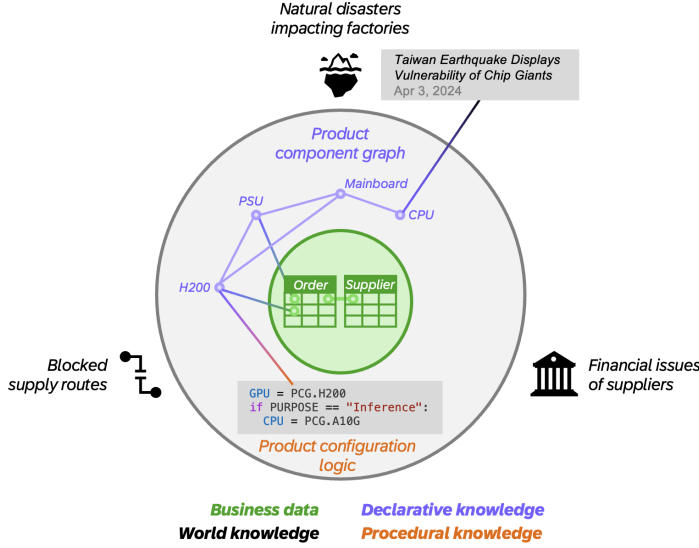 Natural disasters
impacting factories
Taiwan Earthquake Displays
Vulnerability of Chip Giants
Apr 3, 2024
Product
component graph
Mainboard
PSU
CPU
H200
Order
Supplier
Blocked
supply routes
Financial issues
of suppliers
GPU = PCG.H200
if PURPOSE == "Inference":
CPU = PCG.A10G
Product configuration
logic
Business data
Declarative knowledge
World knowledge
Procedural knowledge